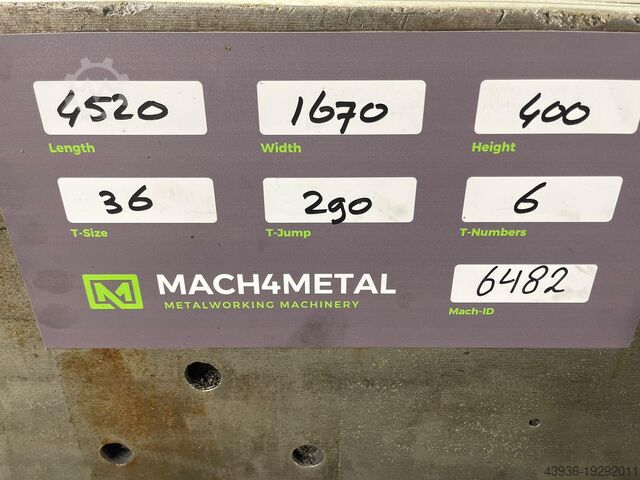 4520 1670 400
Length Width Height
36 290 6
T-Size T-Jump T-Numbers
MACH4METAL 6482
METALWORKING MACHINERY Mach-ID
43936-19292011